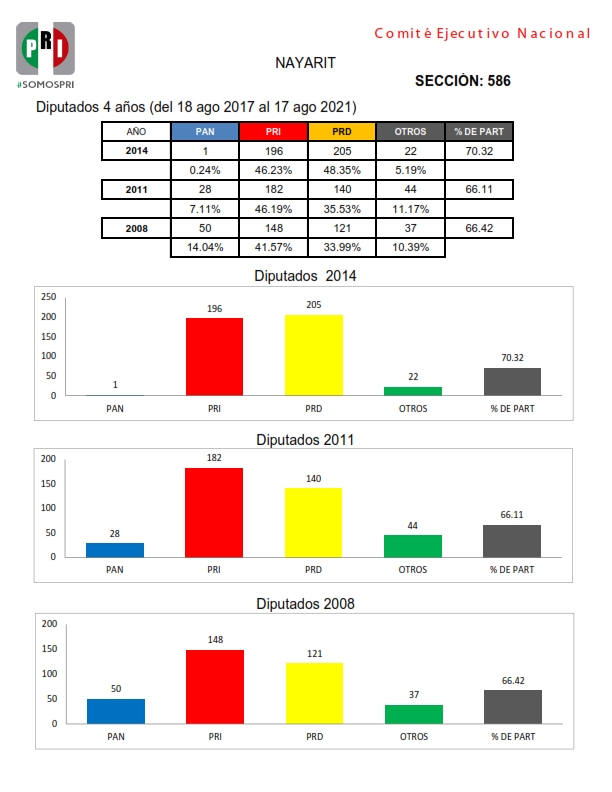 Comité Ejecutivo Nacional
PRI
#SOMOSPRI
NAYARIT
SECCIÓN: 586
Diputados 4 años (del 18 ago 2017 al 17 ago 2021)
AÑO PAN PRI PRD OTROS % DE PART
2014 1 196 205 22 70.32
0.24% 46.23% 48.35% 5.19%
2011 28 182 140 44 66.11
7.11% 46.19% 35.53% 11.17%
2008 50 148 121 37 66.42
14.04% 41.57% 33.99% 10.39%
Diputados 2014
250
200
150
100
50
0
1 196 205 22 70.32
PAN PRI PRD OTROS % DE PART
Diputados 2011
200
150
100
50
0
28 182 140 44 66.11
PAN PRI PRD OTROS % DE PART
Diputados 2008
200
150
100
50
0
50 148 121 37 66.42
PAN PRI PRD OTROS % DE PART